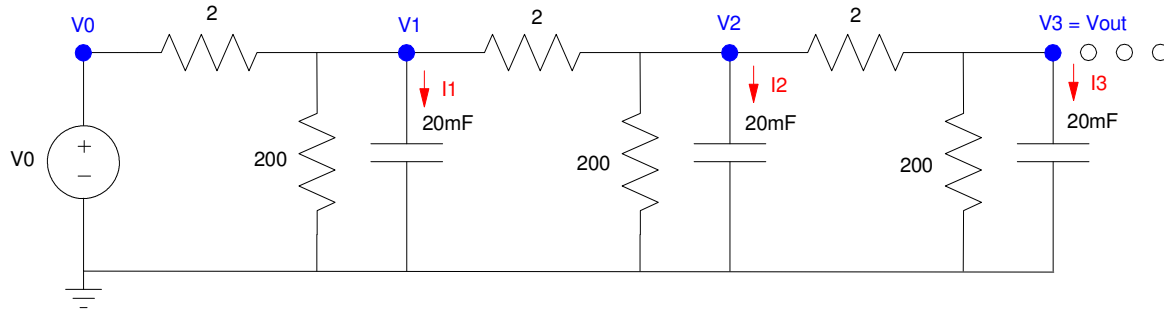 2 2 2
V0 V1 V2 V3 = Vout
I1 I2 I3
20mF 20mF 20mF
V0 + 200 200 200
−